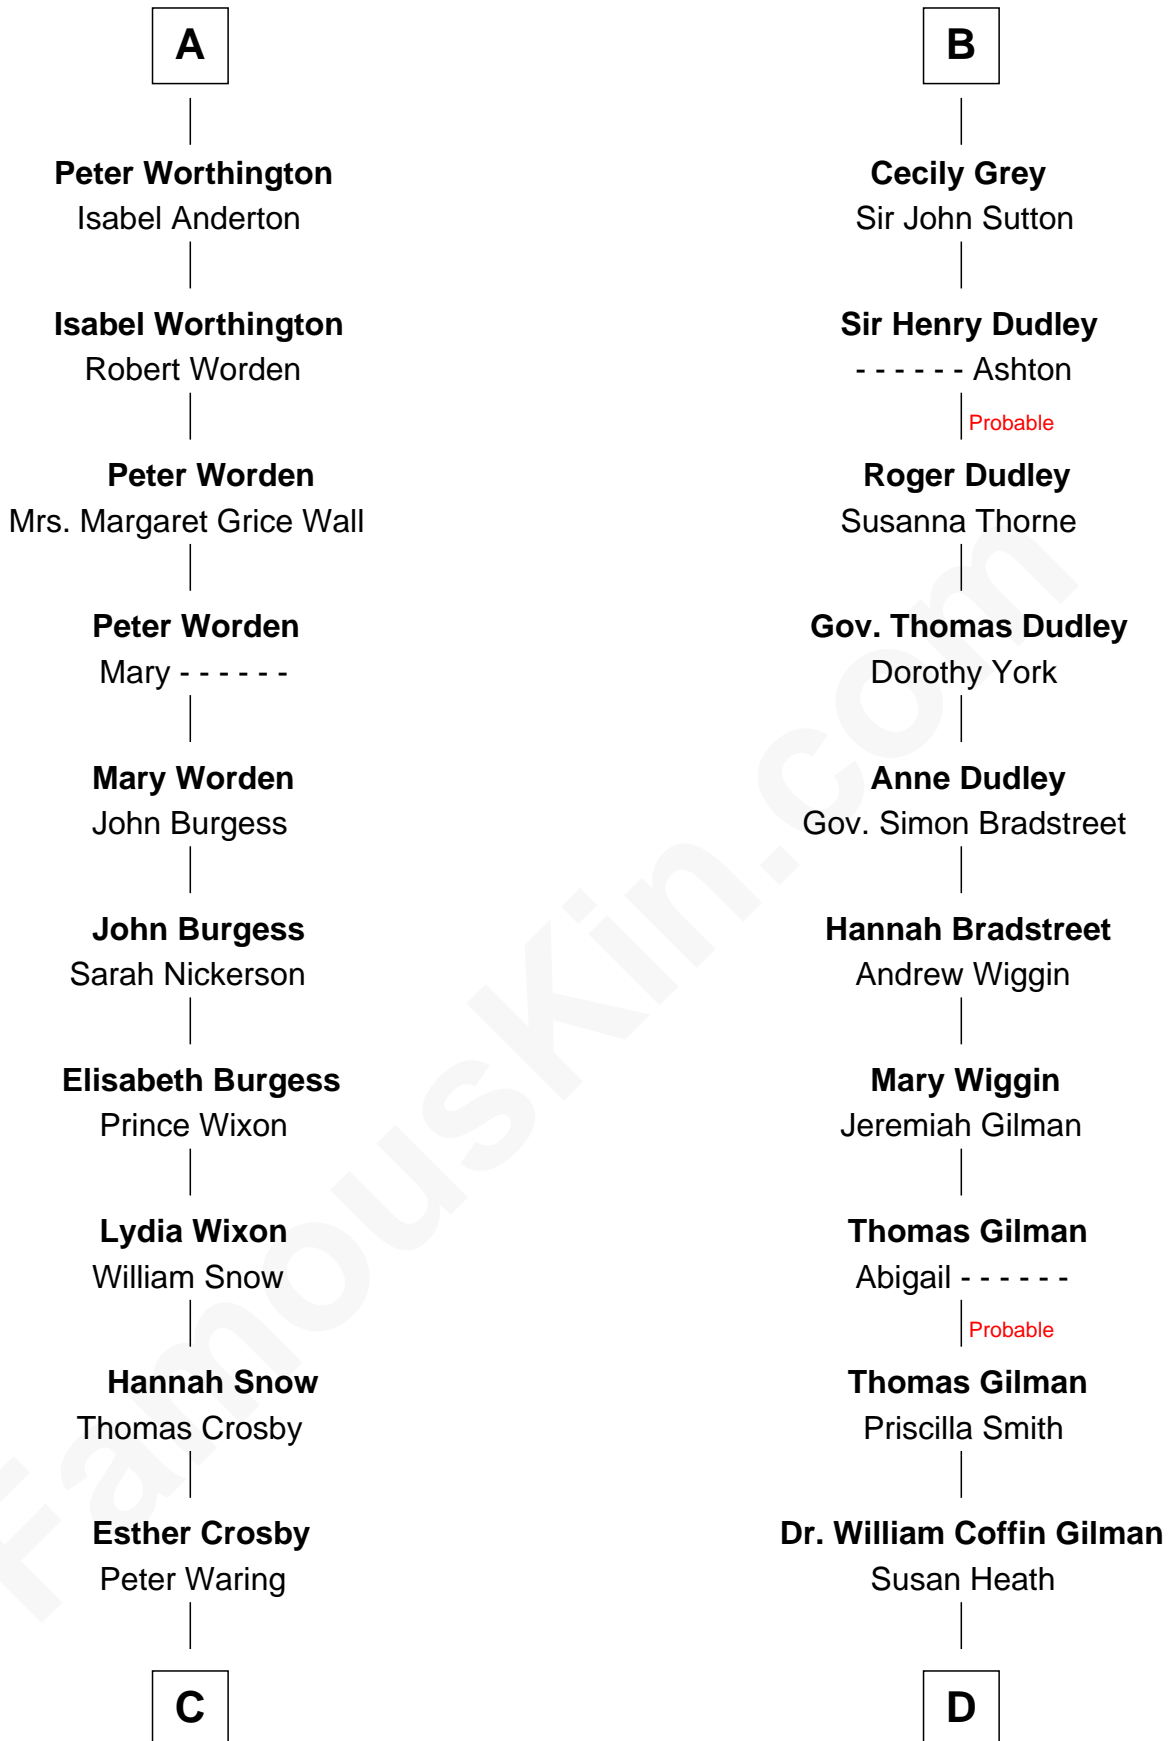 A
Peter Worthington
Isabel Anderton
Isabel Worthington
Robert Worden
Peter Worden
Mrs. Margaret Grice Wall
Peter Worden
Mary - - - - - -
Mary Worden
John Burgess
John Burgess
Sarah Nickerson
Elisabeth Burgess
Prince Wixon
Lydia Wixon
William Snow
Hannah Snow
Thomas Crosby
Esther Crosby
Peter Waring
C
B
Cecily Grey
Sir John Sutton
Sir Henry Dudley
- - - - - - Ashton
Probable
Roger Dudley
Susanna Thorne
Gov. Thomas Dudley
Dorothy York
Anne Dudley
Gov. Simon Bradstreet
Hannah Bradstreet
Andrew Wiggin
Mary Wiggin
Jeremiah Gilman
Thomas Gilman
Abigail - - - - - -
Probable
Thomas Gilman
Priscilla Smith
Dr. William Coffin Gilman
Susan Heath
D
FamousKin.com